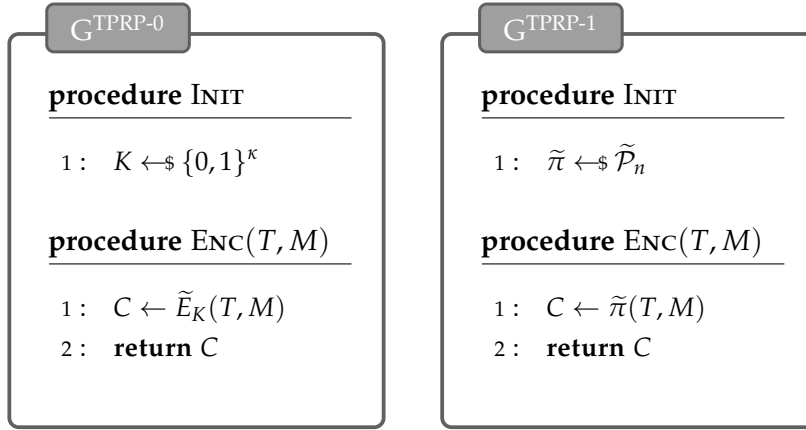 G^TPRP-0
procedure INIT
1 : K ←$ {0, 1}^κ
procedure ENC(T, M)
1 : C ← Ẽ_K(T, M)
2 : return C
G^TPRP-1
procedure INIT
1 : π̃ ←$ 𝒫̃_n
procedure ENC(T, M)
1 : C ← π̃(T, M)
2 : return C